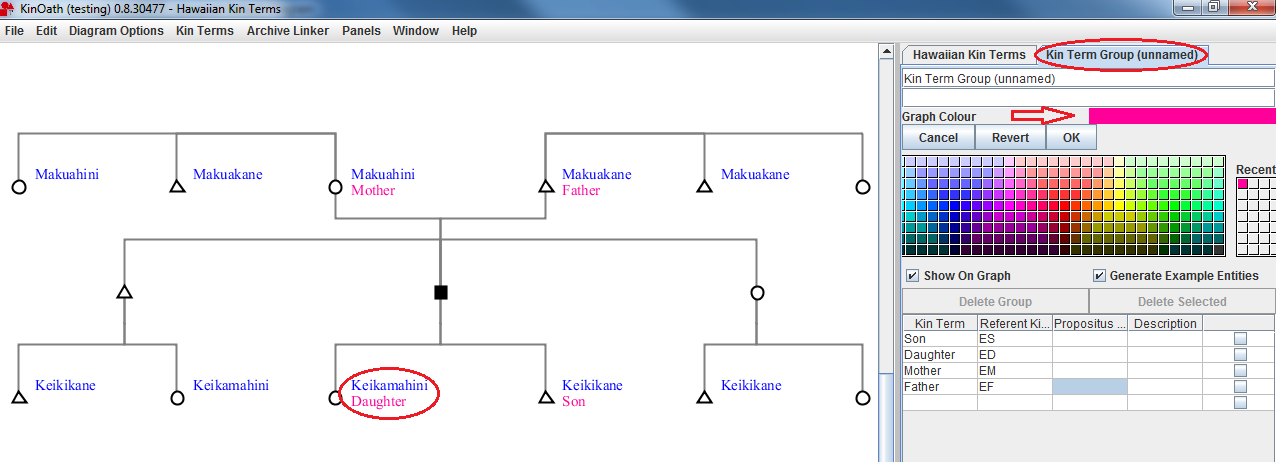 KinOath (testing) 0.8.30477 - Hawaiian Kin Terms
File Edit Diagram Options Kin Terms Archive Linker Panels Window Help
Hawaiian Kin Terms Kin Term Group (unnamed)
Kin Term Group (unnamed)
Graph Colour
Cancel Revert OK
Recent
Show On Graph Generate Example Entities
Delete Group Delete Selected
Kin Term Referent Ki... Propositus ... Description
Son ES
Daughter ED
Mother EM
Father EF
Makuahini Makuakane Makuahini Makuakane Makuakane
Mother Father
Keikikane Keikamahini Keikamahini Keikikane Keikikane
Daughter Son